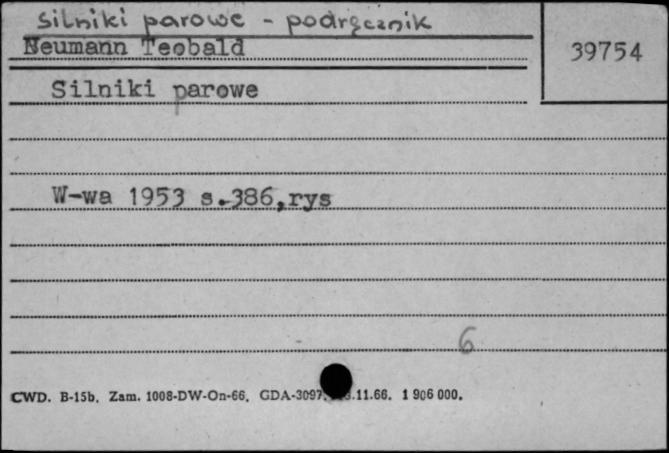 silniki parowe - podręcznik
Neumann Teobald
39754
Silniki parowe
W-wa 1953 s.386,rys
6
CWD. B-15b. Zam. 1008-DW-On-66. GDA-3097. .11.66. 1 906 000.